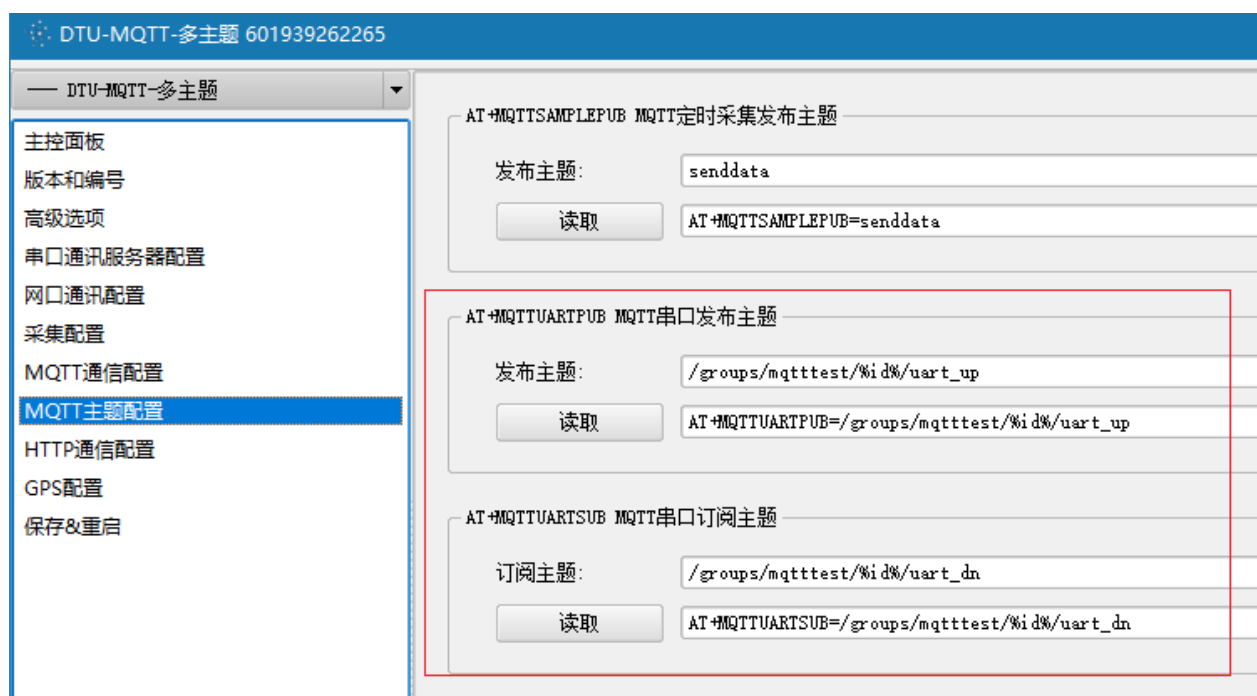 DTU-MQTT-多主题 601939262265
—— DTU-MQTT-多主题
主控面板
版本和编号
高级选项
串口通讯服务器配置
网口通讯配置
采集配置
MQTT通信配置
MQTT主题配置
HTTP通信配置
GPS配置
保存&重启
AT+MQTTSAMPLEPUB MQTT定时采集发布主题
发布主题: senddata
读取 AT+MQTTSAMPLEPUB=senddata
AT+MQTTUARTPUB MQTT串口发布主题
发布主题: /groups/mqtttest/%id%/uart_up
读取 AT+MQTTUARTPUB=/groups/mqtttest/%id%/uart_up
AT+MQTTUARTSUB MQTT串口订阅主题
订阅主题: /groups/mqtttest/%id%/uart_dn
读取 AT+MQTTUARTSUB=/groups/mqtttest/%id%/uart_dn